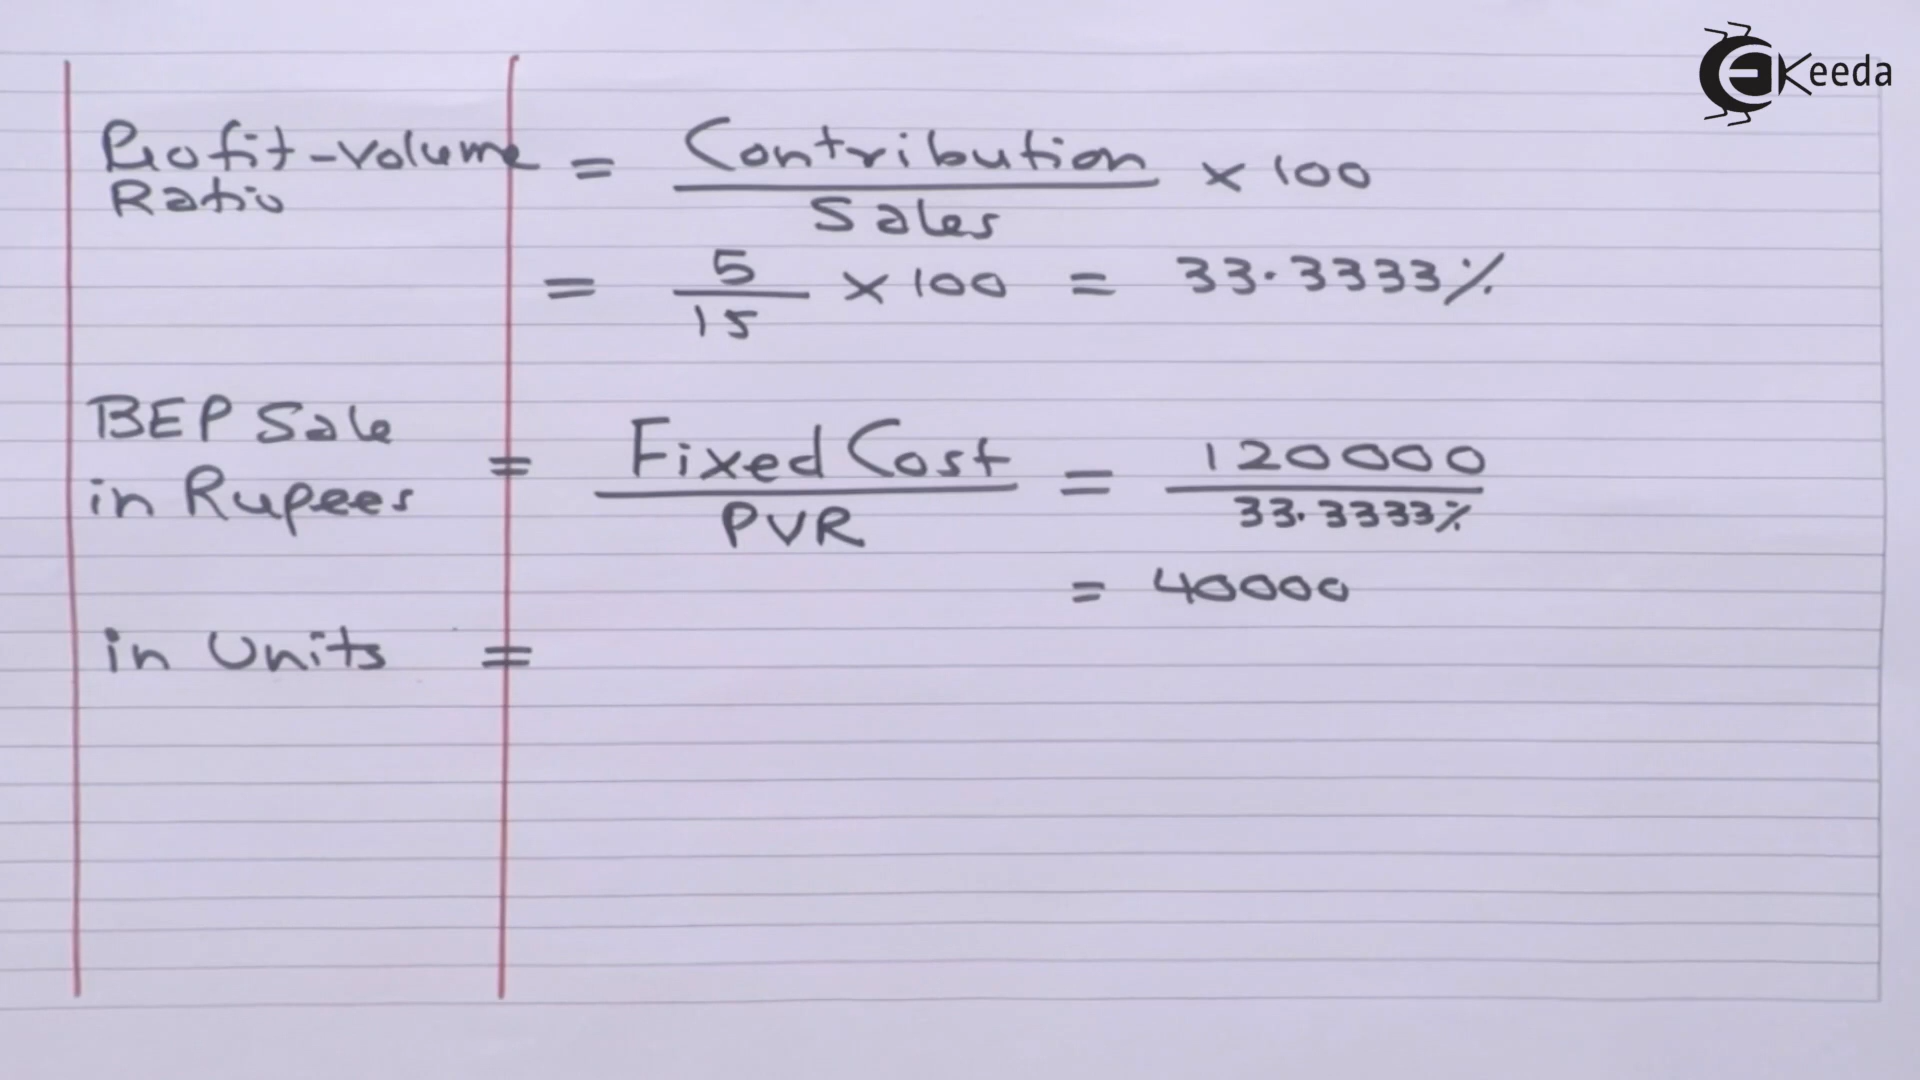 EKeeda
Profit-volume = Contribution × 100
Ratio Sales
= 5 × 100 = 33.3333%
15
BEP Sale
in Rupees = Fixed Cost = 120000
PVR 33.3333%
= 40000
in Units =